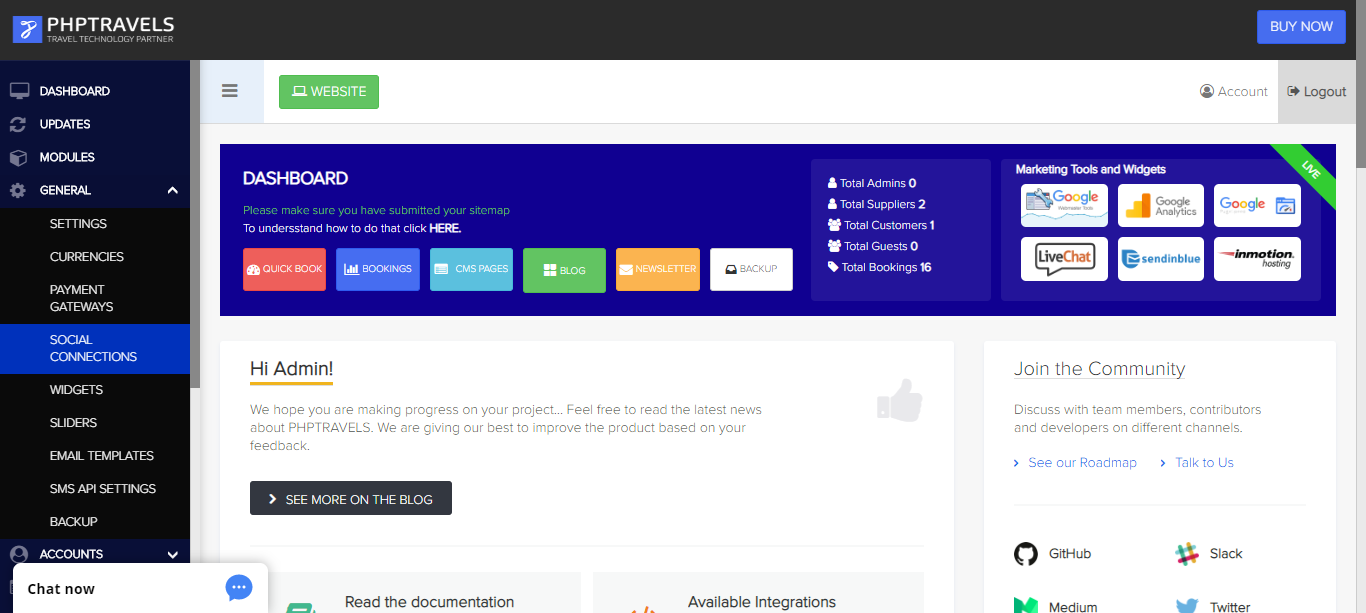 PHPTRAVELS
TRAVEL TECHNOLOGY PARTNER
BUY NOW
DASHBOARD
UPDATES
MODULES
GENERAL
SETTINGS
CURRENCIES
PAYMENT
GATEWAYS
SOCIAL
CONNECTIONS
WIDGETS
SLIDERS
EMAIL TEMPLATES
SMS API SETTINGS
BACKUP
ACCOUNTS
Chat now
WEBSITE
Account
Logout
DASHBOARD
Please make sure you have submitted your sitemap
To undersstand how to do that click HERE.
QUICK BOOK
BOOKINGS
CMS PAGES
BLOG
NEWSLETTER
BACKUP
Total Admins 0
Total Suppliers 2
Total Customers 1
Total Guests 0
Total Bookings 16
Marketing Tools and Widgets
LIVE
Google
Webmaster Tools
Google
Analytics
Google
LiveChat
sendinblue
inmotion
hosting
Hi Admin!
We hope you are making progress on your project... Feel free to read the latest news
about PHPTRAVELS. We are giving our best to improve the product based on your
feedback.
SEE MORE ON THE BLOG
Read the documentation
Available Integrations
Join the Community
Discuss with team members, contributors
and developers on different channels.
See our Roadmap
Talk to Us
GitHub
Slack
Medium
Twitter